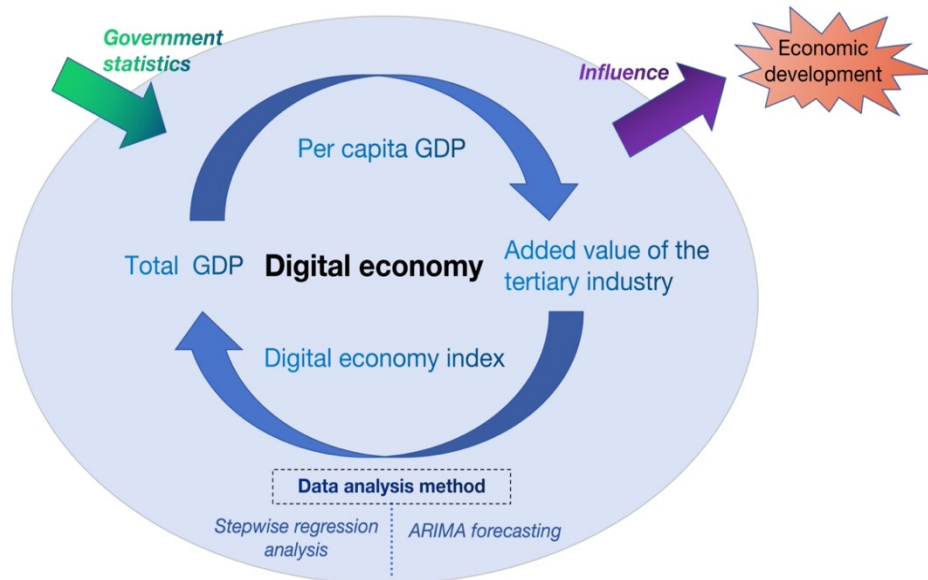 Government
statistics
Influence
Economic
development
Per capita GDP
Total GDP
Digital economy
Added value of the
tertiary industry
Digital economy index
Data analysis method
Stepwise regression
analysis
ARIMA forecasting